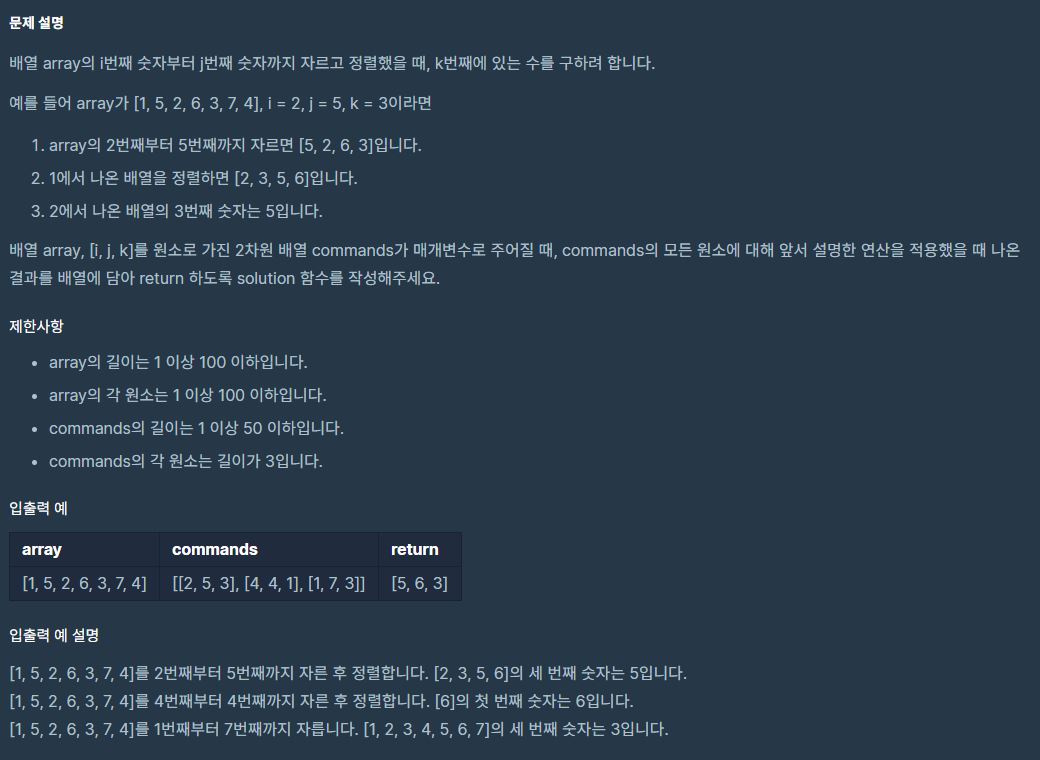 문제 설명
배열 array의 i번째 숫자부터 j번째 숫자까지 자르고 정렬했을 때, k번째에 있는 수를 구하려 합니다.
예를 들어 array가 [1, 5, 2, 6, 3, 7, 4], i = 2, j = 5, k = 3이라면
1. array의 2번째부터 5번째까지 자르면 [5, 2, 6, 3]입니다.
2. 1에서 나온 배열을 정렬하면 [2, 3, 5, 6]입니다.
3. 2에서 나온 배열의 3번째 숫자는 5입니다.
배열 array, [i, j, k]를 원소로 가진 2차원 배열 commands가 매개변수로 주어질 때, commands의 모든 원소에 대해 앞서 설명한 연산을 적용했을 때 나온
결과를 배열에 담아 return 하도록 solution 함수를 작성해주세요.
제한사항
• array의 길이는 1 이상 100 이하입니다.
• array의 각 원소는 1 이상 100 이하입니다.
• commands의 길이는 1 이상 50 이하입니다.
• commands의 각 원소는 길이가 3입니다.
입출력 예
array commands return
[1, 5, 2, 6, 3, 7, 4] [[2, 5, 3], [4, 4, 1], [1, 7, 3]] [5, 6, 3]
입출력 예 설명
[1, 5, 2, 6, 3, 7, 4]를 2번째부터 5번째까지 자른 후 정렬합니다. [2, 3, 5, 6]의 세 번째 숫자는 5입니다.
[1, 5, 2, 6, 3, 7, 4]를 4번째부터 4번째까지 자른 후 정렬합니다. [6]의 첫 번째 숫자는 6입니다.
[1, 5, 2, 6, 3, 7, 4]를 1번째부터 7번째까지 자릅니다. [1, 2, 3, 4, 5, 6, 7]의 세 번째 숫자는 3입니다.